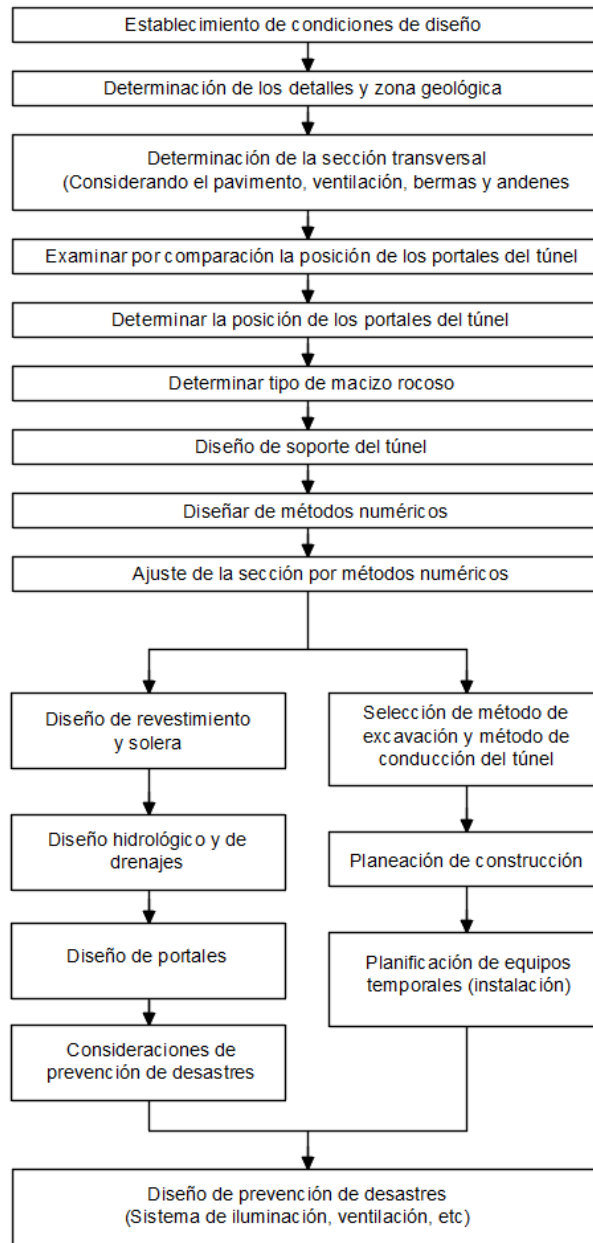 Establecimiento de condiciones de diseño
Determinación de los detalles y zona geológica
Determinación de la sección transversal
(Considerando el pavimento, ventilación, bermas y andenes
Examinar por comparación la posición de los portales del túnel
Determinar la posición de los portales del túnel
Determinar tipo de macizo rocoso
Diseño de soporte del túnel
Diseñar de métodos numéricos
Ajuste de la sección por métodos numéricos
Diseño de revestimiento
y solera
Diseño hidrológico y de
drenajes
Diseño de portales
Consideraciones de
prevención de desastres
Selección de método de
excavación y método de
conducción del túnel
Planeación de construcción
Planificación de equipos
temporales (instalación)
Diseño de prevención de desastres
(Sistema de iluminación, ventilación, etc)